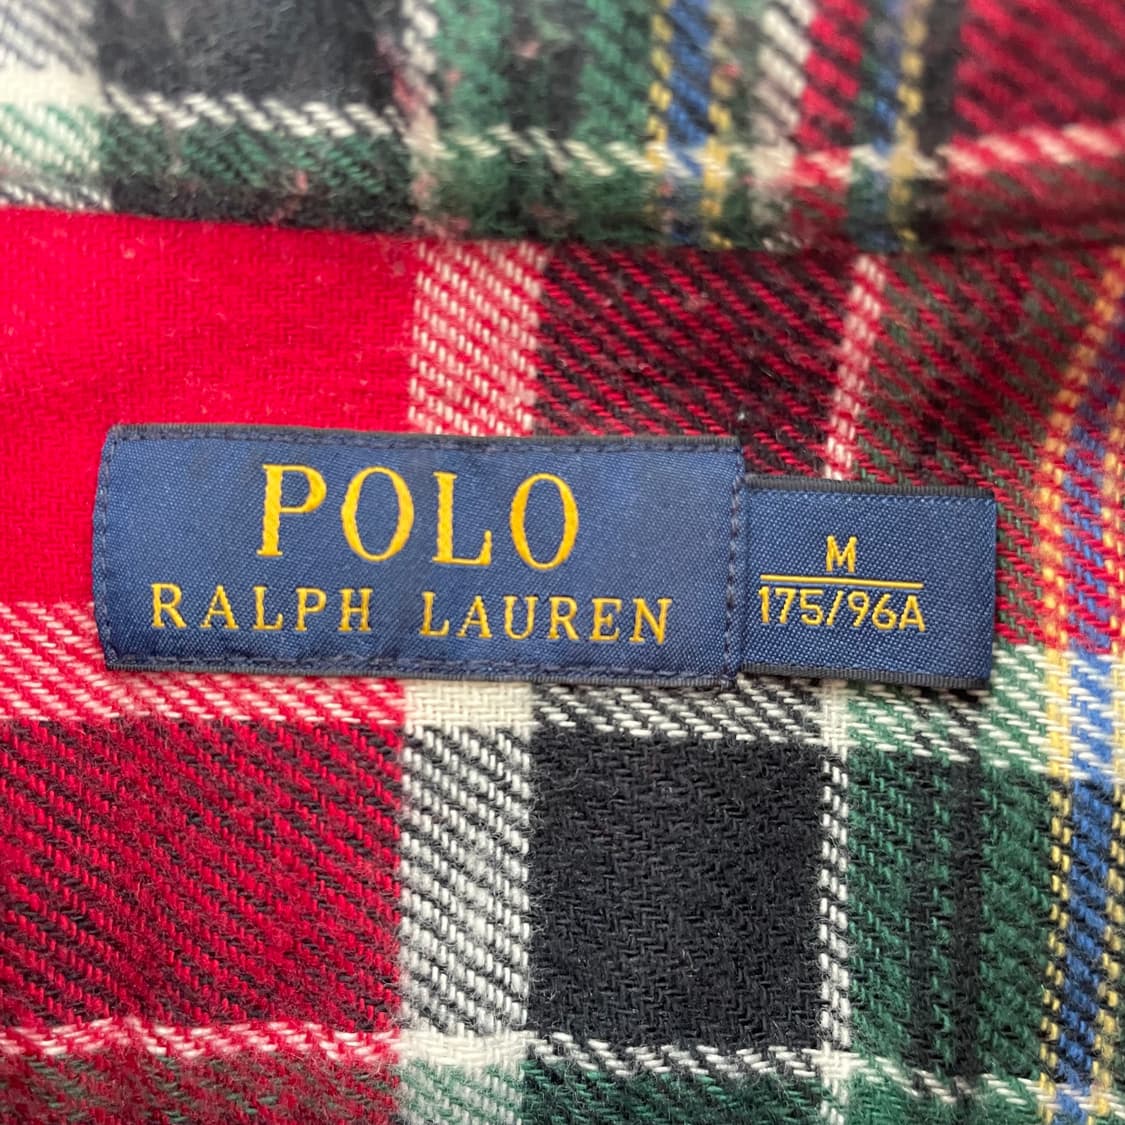 POLO
RALPH LAUREN
M
175/96A